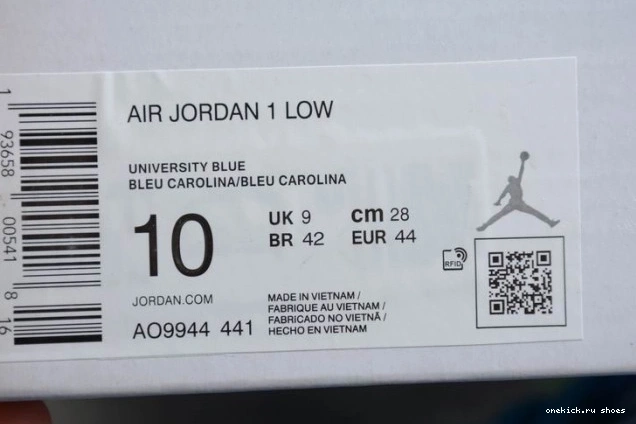 AIR JORDAN 1 LOW
UNIVERSITY BLUE
BLEU CAROLINA/BLEU CAROLINA
10
UK 9 cm 28
BR 42 EUR 44
RFID
JORDAN.COM
AO9944 441
MADE IN VIETNAM /
FABRIQUE AU VIETNAM /
FABRICADO NO VIETNÃ /
HECHO EN VIETNAM
1 93658 00541 8 16
onekick.ru shoes